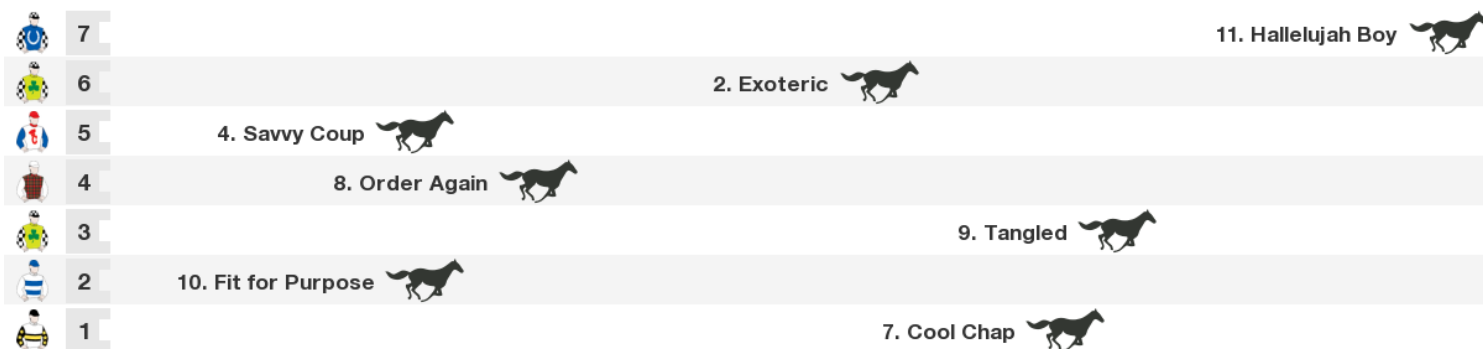 7 11. Hallelujah Boy
6 2. Exoteric
5 4. Savvy Coup
4 8. Order Again
3 9. Tangled
2 10. Fit for Purpose
1 7. Cool Chap